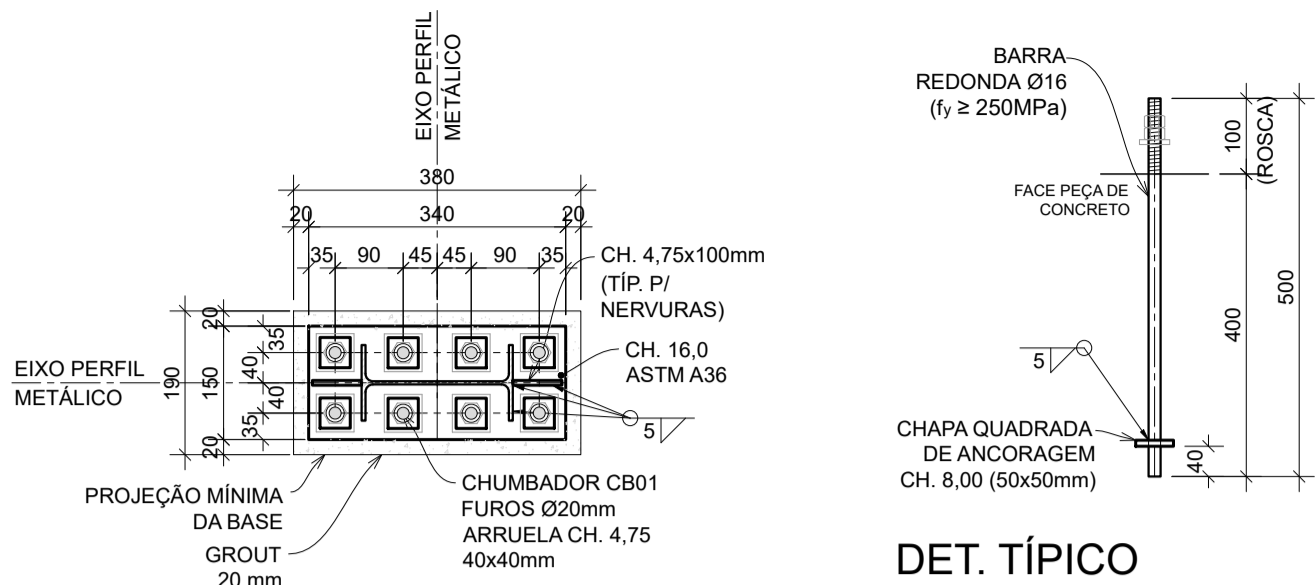 EIXO PERFIL
METÁLICO
380
20
340
20
35
90
45
45
90
35
CH. 4,75x100mm
(TÍP. P/
NERVURAS)
CH. 16,0
ASTM A36
EIXO PERFIL
METÁLICO
190
20
150
20
35
40
40
35
5
PROJEÇÃO MÍNIMA
DA BASE
GROUT
20 mm
CHUMBADOR CB01
FUROS Ø20mm
ARRUELA CH. 4,75
40x40mm
BARRA
REDONDA Ø16
(fy ≥ 250MPa)
100
(ROSCA)
FACE PEÇA DE
CONCRETO
500
400
5
CHAPA QUADRADA
DE ANCORAGEM
CH. 8,00 (50x50mm)
40
DET. TÍPICO